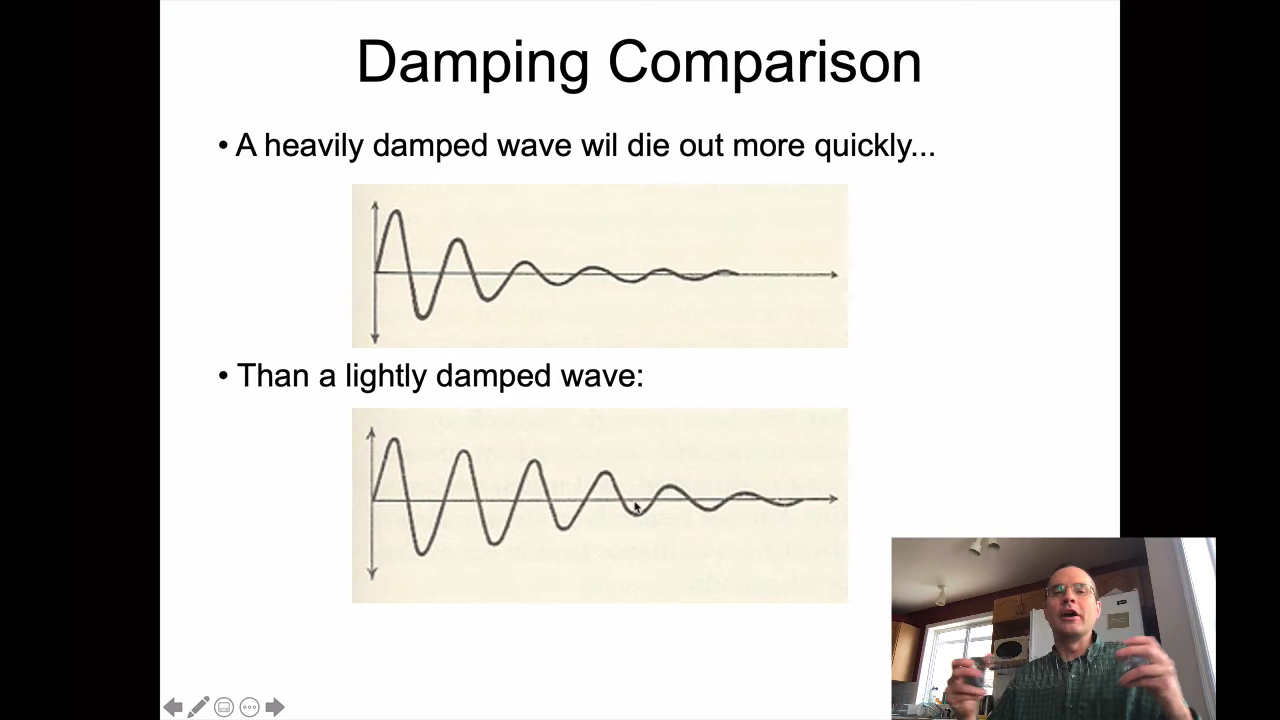 Damping Comparison
• A heavily damped wave wil die out more quickly...
• Than a lightly damped wave: